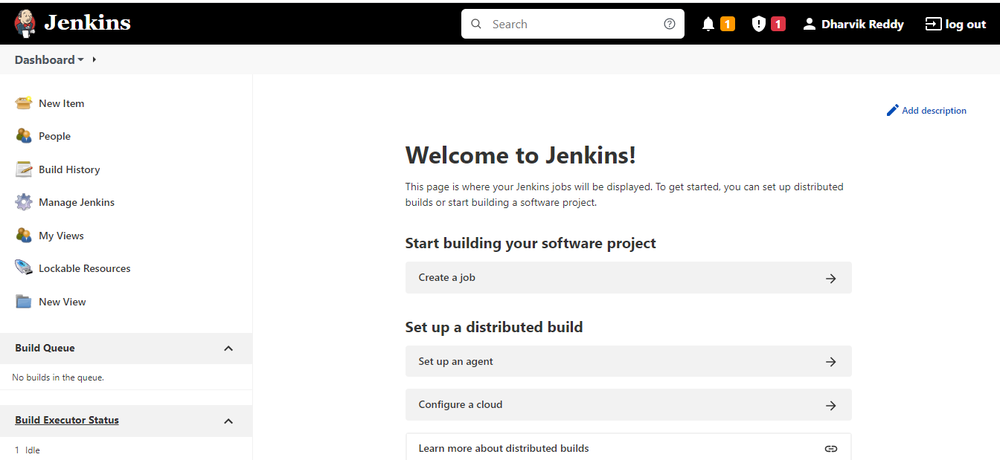 Jenkins
Search
1
1
Dharvik Reddy
log out
Dashboard
New Item
People
Build History
Manage Jenkins
My Views
Lockable Resources
New View
Build Queue
No builds in the queue.
Build Executor Status
1 Idle
Add description
Welcome to Jenkins!
This page is where your Jenkins jobs will be displayed. To get started, you can set up distributed
builds or start building a software project.
Start building your software project
Create a job
Set up a distributed build
Set up an agent
Configure a cloud
Learn more about distributed builds